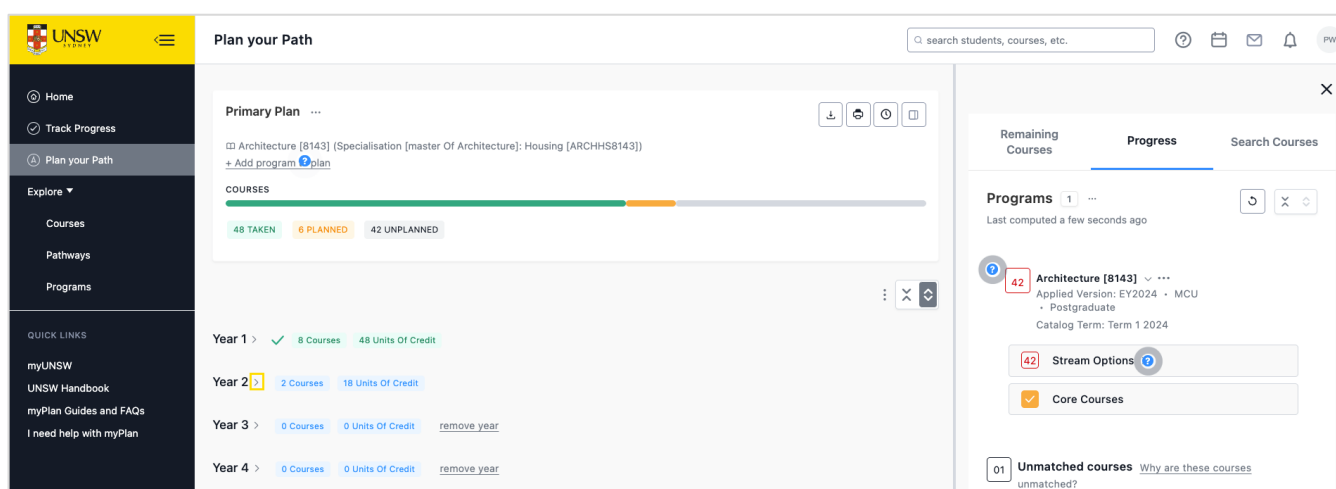 UNSW
SYDNEY
Plan your Path
search students, courses, etc.
PW
Home
Track Progress
Plan your Path
Explore
Courses
Pathways
Programs
QUICK LINKS
myUNSW
UNSW Handbook
myPlan Guides and FAQs
I need help with myPlan
Primary Plan ...
Architecture [8143] (Specialisation [master Of Architecture]: Housing [ARCHHS8143])
+ Add program ? plan
COURSES
48 TAKEN 6 PLANNED 42 UNPLANNED
Year 1 > 8 Courses 48 Units Of Credit
Year 2 > 2 Courses 18 Units Of Credit
Year 3 > 0 Courses 0 Units Of Credit remove year
Year 4 > 0 Courses 0 Units Of Credit remove year
Remaining Courses
Progress
Search Courses
Programs 1 ...
Last computed a few seconds ago
42 Architecture [8143] ...
Applied Version: EY2024 • MCU
• Postgraduate
Catalog Term: Term 1 2024
42 Stream Options ?
Core Courses
01 Unmatched courses Why are these courses
unmatched?